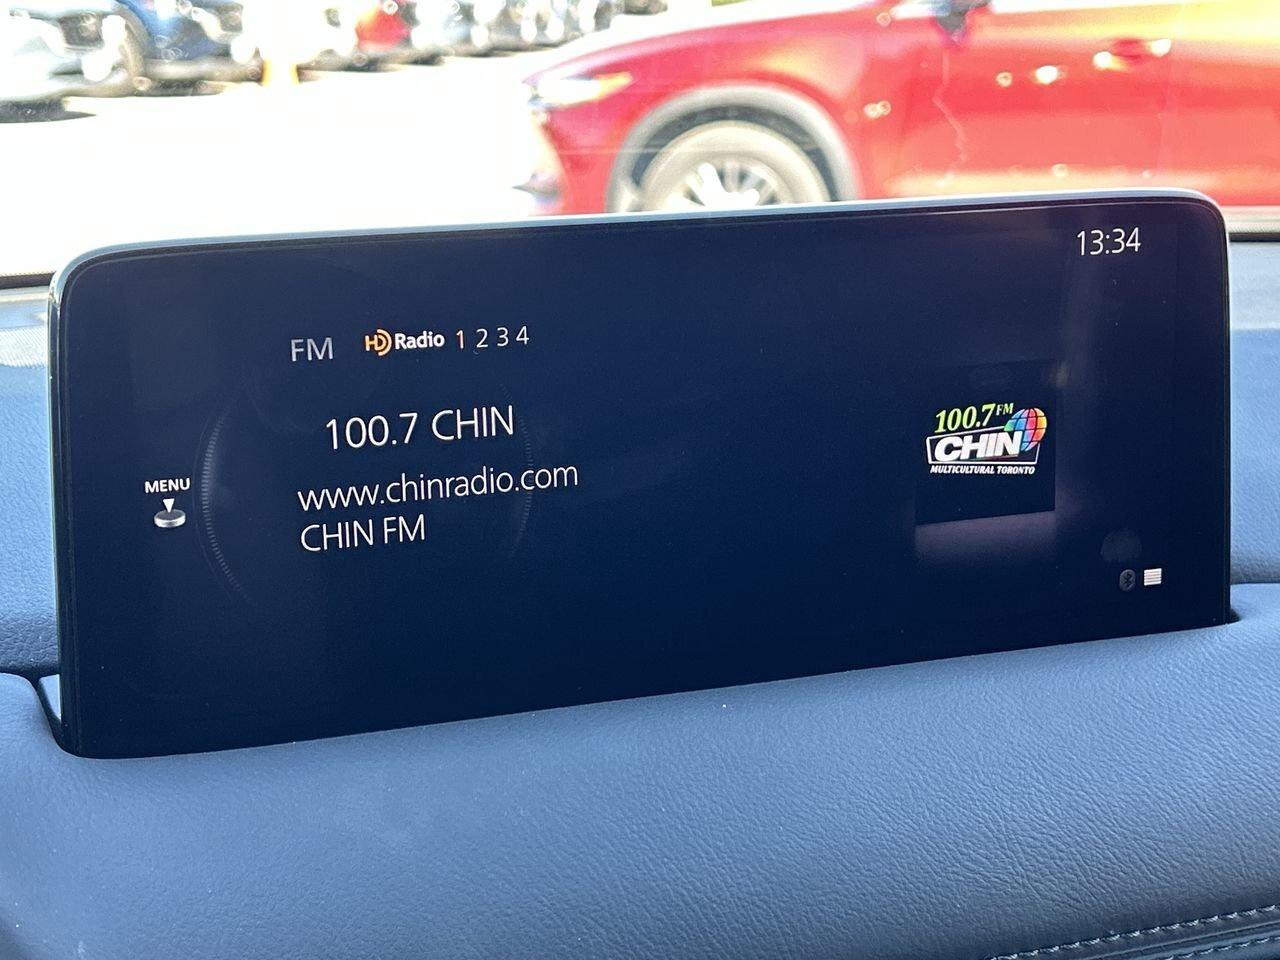 13:34
FM HD Radio 1 2 3 4
100.7 CHIN
www.chinradio.com
CHIN FM
MENU
100.7 FM
CHIN
MULTICULTURAL TORONTO